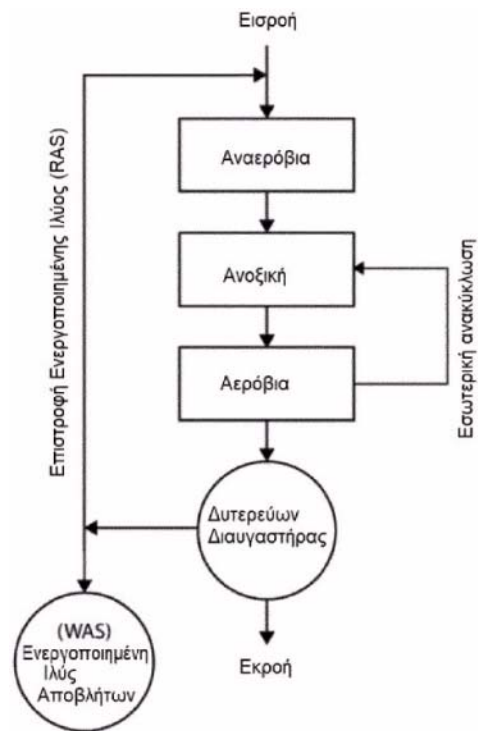 Εισροή
Αναερόβια
Ανοξική
Αερόβια
Επιστροφή Ενεργοποιημένης Ιλύος (RAS)
Εσωτερική ανακύκλωση
Δυτερεύων
Διαυγαστήρας
(WAS)
Ενεργοποιημένη
Ιλύς
Αποβλήτων
Εκροή